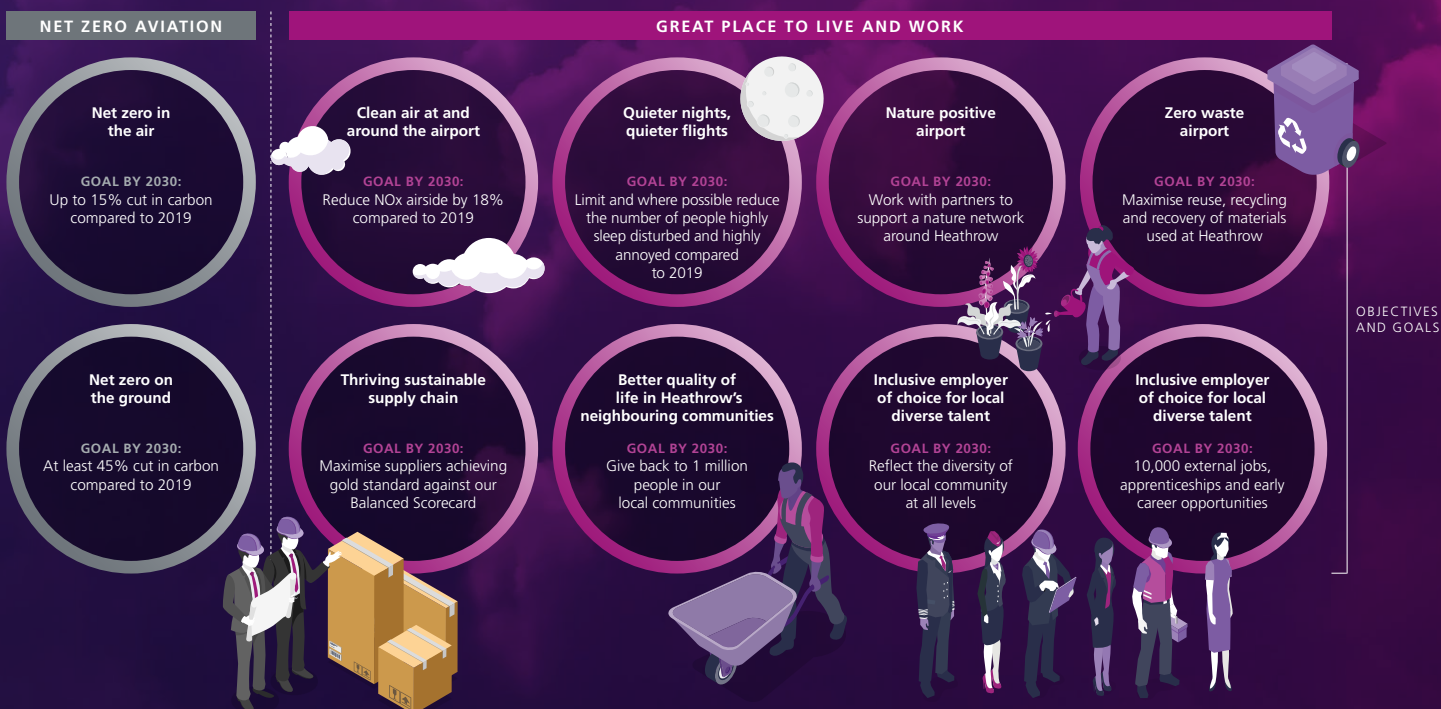 NET ZERO AVIATION
GREAT PLACE TO LIVE AND WORK
Net zero in
the air
GOAL BY 2030:
Up to 15% cut in carbon
compared to 2019
Clean air at and
around the airport
GOAL BY 2030:
Reduce NOx airside by 18%
compared to 2019
Quieter nights,
quieter flights
GOAL BY 2030:
Limit and where possible reduce
the number of people highly
sleep disturbed and highly
annoyed compared
to 2019
Nature positive
airport
GOAL BY 2030:
Work with partners to
support a nature network
around Heathrow
Zero waste
airport
GOAL BY 2030:
Maximise reuse, recycling
and recovery of materials
used at Heathrow
OBJECTIVES
AND GOALS
Net zero on
the ground
GOAL BY 2030:
At least 45% cut in carbon
compared to 2019
Thriving sustainable
supply chain
GOAL BY 2030:
Maximise suppliers achieving
gold standard against our
Balanced Scorecard
Better quality of
life in Heathrow's
neighbouring communities
GOAL BY 2030:
Give back to 1 million
people in our
local communities
Inclusive employer
of choice for local
diverse talent
GOAL BY 2030:
Reflect the diversity of
our local community
at all levels
Inclusive employer
of choice for local
diverse talent
GOAL BY 2030:
10,000 external jobs,
apprenticeships and early
career opportunities